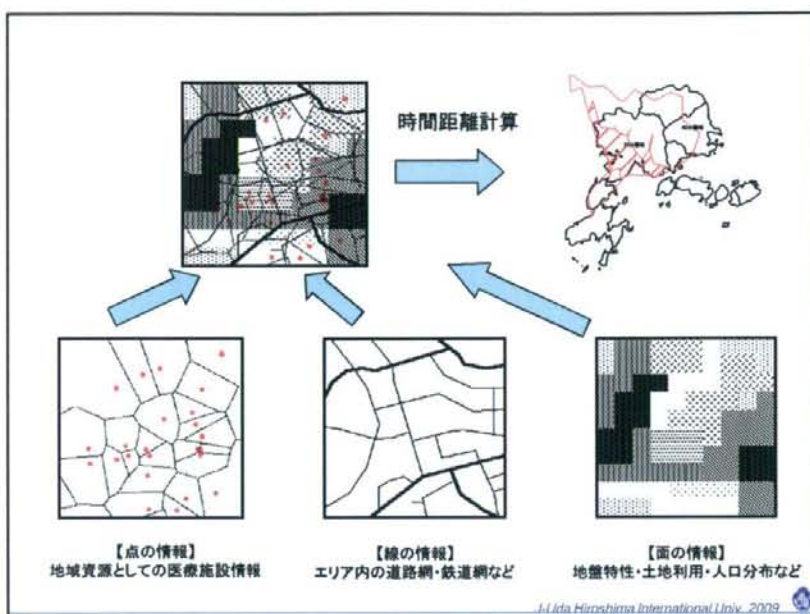 時間距離計算
【点の情報】
地域資源としての医療施設情報
【線の情報】
エリア内の道路網・鉄道網など
【面の情報】
地盤特性・土地利用・人口分布など
J-Uda Hiroshima International Univ. 2009